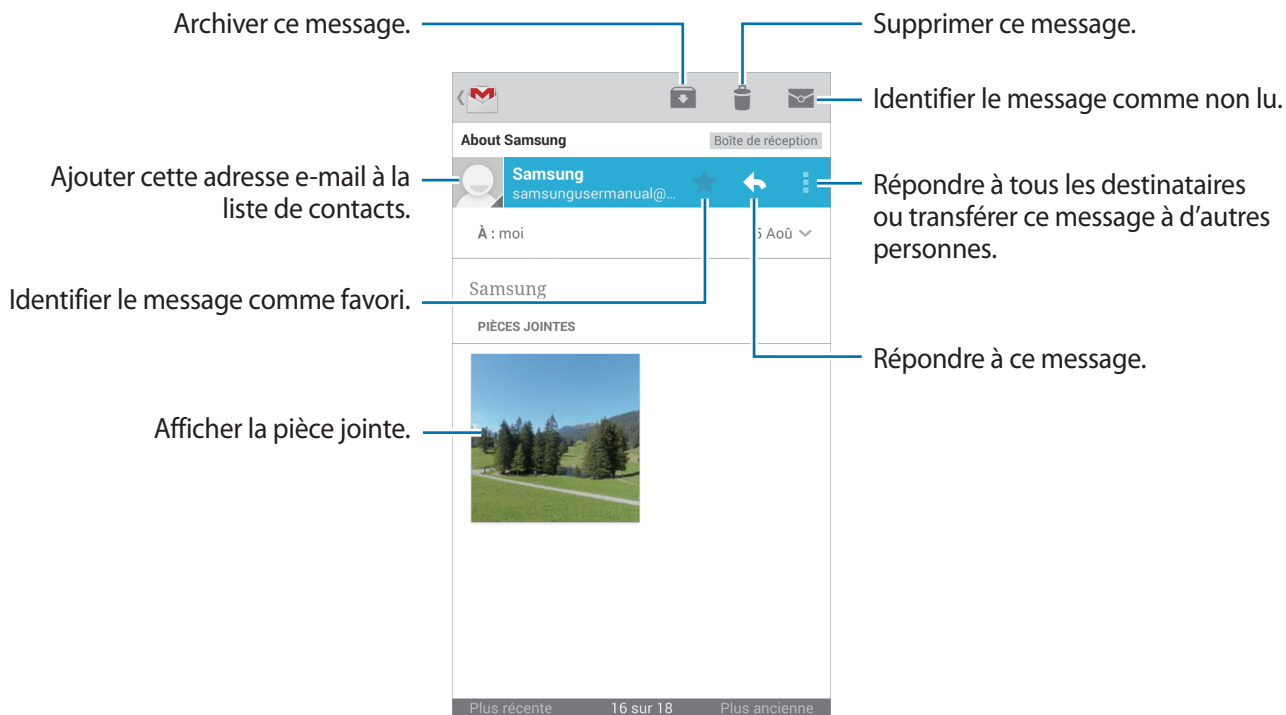 Archiver ce message.
Supprimer ce message.
Identifier le message comme non lu.
About Samsung
Boîte de réception
Ajouter cette adresse e-mail à la
liste de contacts.
Samsung
samsungusermanual@...
Répondre à tous les destinataires
ou transférer ce message à d'autres
personnes.
À : moi
5 Aoû
Identifier le message comme favori.
Samsung
PIÈCES JOINTES
Répondre à ce message.
Afficher la pièce jointe.
Plus récente
16 sur 18
Plus ancienne